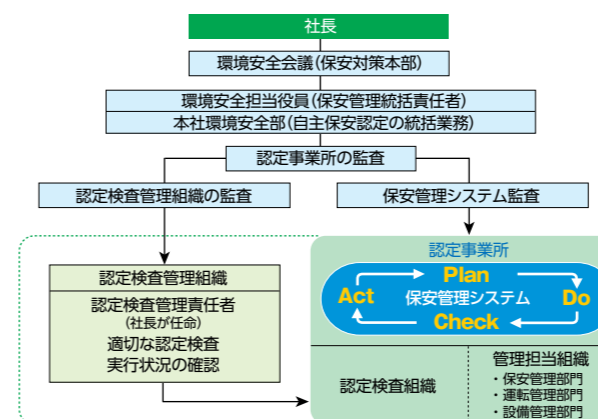 社長
環境安全会議(保安対策本部)
環境安全担当役員(保安管理統括責任者)
本社環境安全部(自主保安認定の統括業務)
認定事業所の監査
認定検査管理組織の監査
保安管理システム監査
認定検査管理組織
認定検査管理責任者
(社長が任命)
適切な認定検査
実行状況の確認
認定事業所
Plan
Act
保安管理システム
Do
Check
認定検査組織
管理担当組織
・保安管理部門
・運転管理部門
・設備管理部門